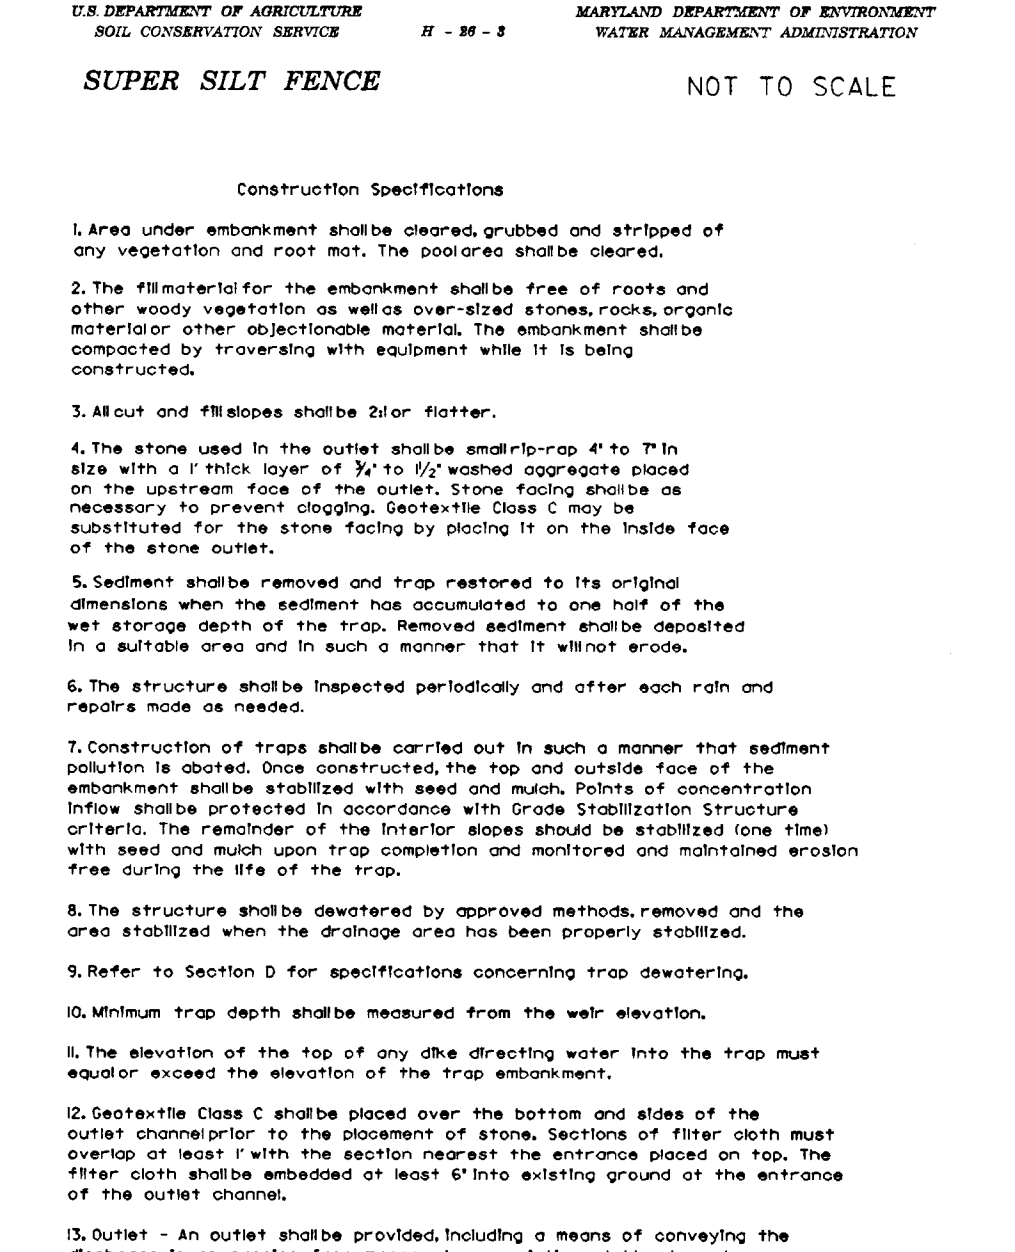 U.S. DEPARTMENT OF AGRICULTURE
SOIL CONSERVATION SERVICE
H - 26 - 3
MARYLAND DEPARTMENT OF ENVIRONMENT
WATER MANAGEMENT ADMINISTRATION
SUPER SILT FENCE
NOT TO SCALE
Construction Specifications
1. Area under embankment shall be cleared, grubbed and stripped of
any vegetation and root mat. The pool area shall be cleared.
2. The fill material for the embankment shall be free of roots and
other woody vegetation as well as over-sized stones, rocks, organic
material or other objectionable material. The embankment shall be
compacted by traversing with equipment while it is being
constructed.
3. All cut and fill slopes shall be 2:1 or flatter.
4. The stone used in the outlet shall be small rip-rap 4" to 7" in
size with a 1' thick layer of 3/4" to 1 1/2" washed aggregate placed
on the upstream face of the outlet. Stone facing shall be as
necessary to prevent clogging. Geotextile Class C may be
substituted for the stone facing by placing it on the inside face
of the stone outlet.
5. Sediment shall be removed and trap restored to its original
dimensions when the sediment has accumulated to one half of the
wet storage depth of the trap. Removed sediment shall be deposited
in a suitable area and in such a manner that it will not erode.
6. The structure shall be inspected periodically and after each rain and
repairs made as needed.
7. Construction of traps shall be carried out in such a manner that sediment
pollution is abated. Once constructed, the top and outside face of the
embankment shall be stabilized with seed and mulch. Points of concentration
inflow shall be protected in accordance with Grade Stabilization Structure
criteria. The remainder of the interior slopes should be stabilized (one time)
with seed and mulch upon trap completion and monitored and maintained erosion
free during the life of the trap.
8. The structure shall be dewatered by approved methods, removed and the
area stabilized when the drainage area has been properly stabilized.
9. Refer to Section D for specifications concerning trap dewatering.
10. Minimum trap depth shall be measured from the weir elevation.
11. The elevation of the top of any dike directing water into the trap must
equal or exceed the elevation of the trap embankment.
12. Geotextile Class C shall be placed over the bottom and sides of the
outlet channel prior to the placement of stone. Sections of filter cloth must
overlap at least 1' with the section nearest the entrance placed on top. The
filter cloth shall be embedded at least 6" into existing ground at the entrance
of the outlet channel.
13. Outlet - An outlet shall be provided, including a means of conveying the